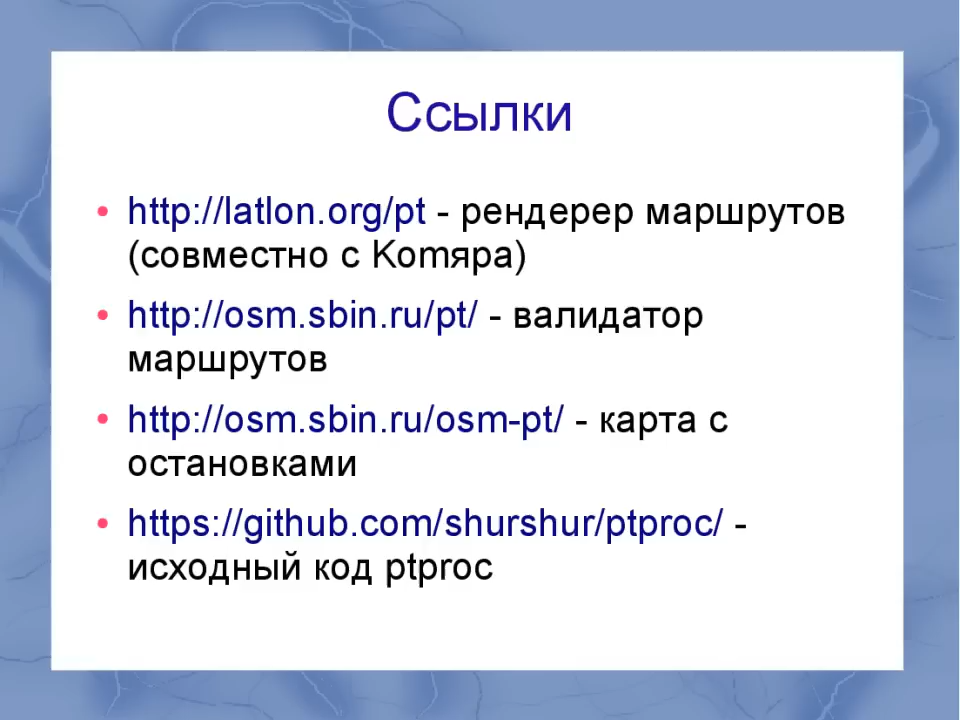 Ссылки
http://latlon.org/pt - рендерер маршрутов
(совместно с Komяpa)
http://osm.sbin.ru/pt/ - валидатор
маршрутов
http://osm.sbin.ru/osm-pt/ - карта с
остановками
https://github.com/shurshur/ptproc/ -
исходный код ptproc